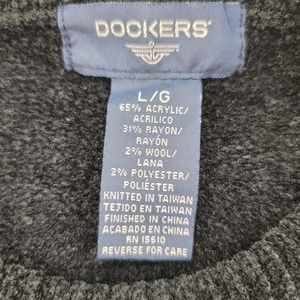 DOCKERS®
L/G
65% ACRYLIC/
ACRILICO
31% RAYON/
RAYÓN
2% WOOL/
LANA
2% POLYESTER/
POLIÉSTER
KNITTED IN TAIWAN
TEJIDO EN TAIWAN
FINISHED IN CHINA
ACABADO EN CHINA
RN 15610
REVERSE FOR CARE